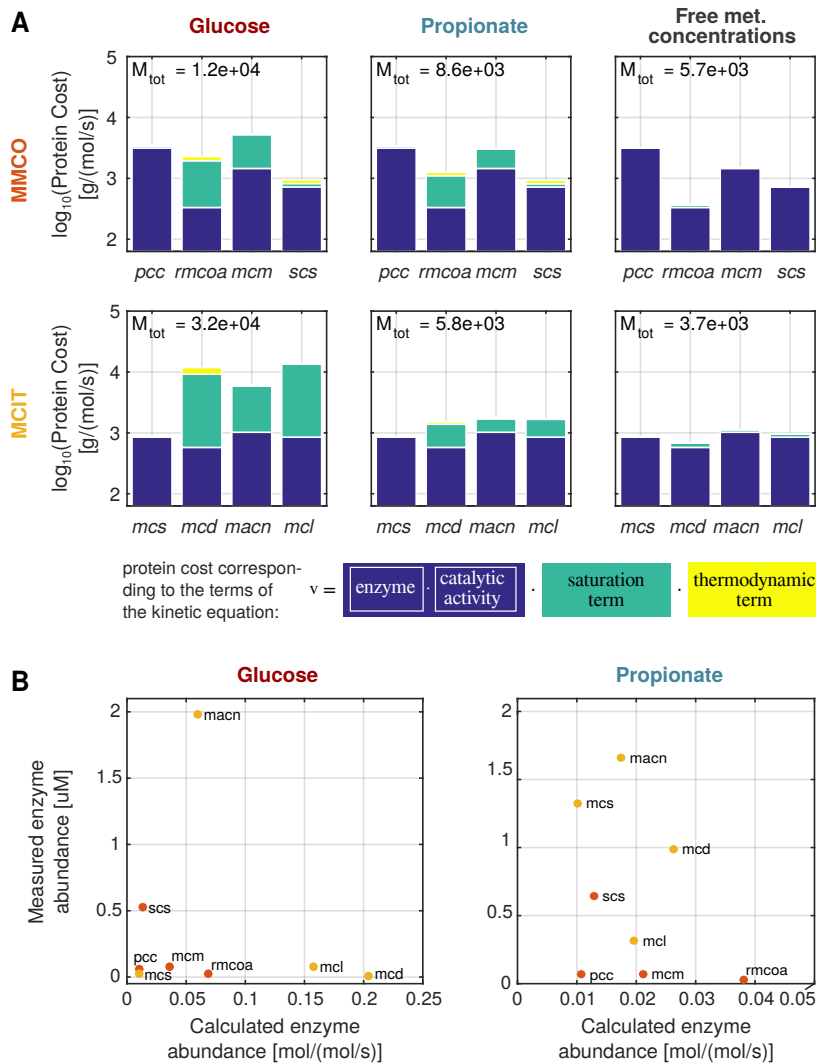 A
Glucose
Propionate
Free met.
concentrations
MMCO
log10(Protein Cost)
[g/(mol/s)]
5
4
3
2
Mtot = 1.2e+04
pcc rmcoa mcm scs
Mtot = 8.6e+03
pcc rmcoa mcm scs
Mtot = 5.7e+03
pcc rmcoa mcm scs
MCIT
log10(Protein Cost)
[g/(mol/s)]
5
4
3
2
Mtot = 3.2e+04
mcs mcd macn mcl
Mtot = 5.8e+03
mcs mcd macn mcl
Mtot = 3.7e+03
mcs mcd macn mcl
protein cost correspon-
ding to the terms of
the kinetic equation:
v = enzyme · catalytic activity · saturation term · thermodynamic term
B
Glucose
Measured enzyme
abundance [uM]
2
1.5
1
0.5
0
macn
scs
pcc
mcm
mcs
rmcoa
mcl
mcd
0 0.05 0.1 0.15 0.2 0.25
Calculated enzyme
abundance [mol/(mol/s)]
Propionate
2
1.5
1
0.5
0
macn
mcs
mcd
scs
mcl
pcc
mcm
rmcoa
0 0.01 0.02 0.03 0.04 0.05
Calculated enzyme
abundance [mol/(mol/s)]